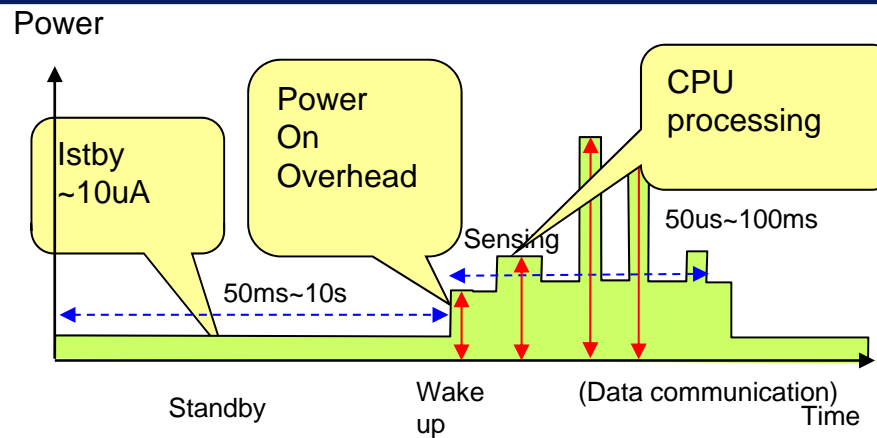 Power
Istby
~10uA
Power
On
Overhead
CPU
processing
Sensing
50us~100ms
50ms~10s
Standby
Wake
up
(Data communication)
Time